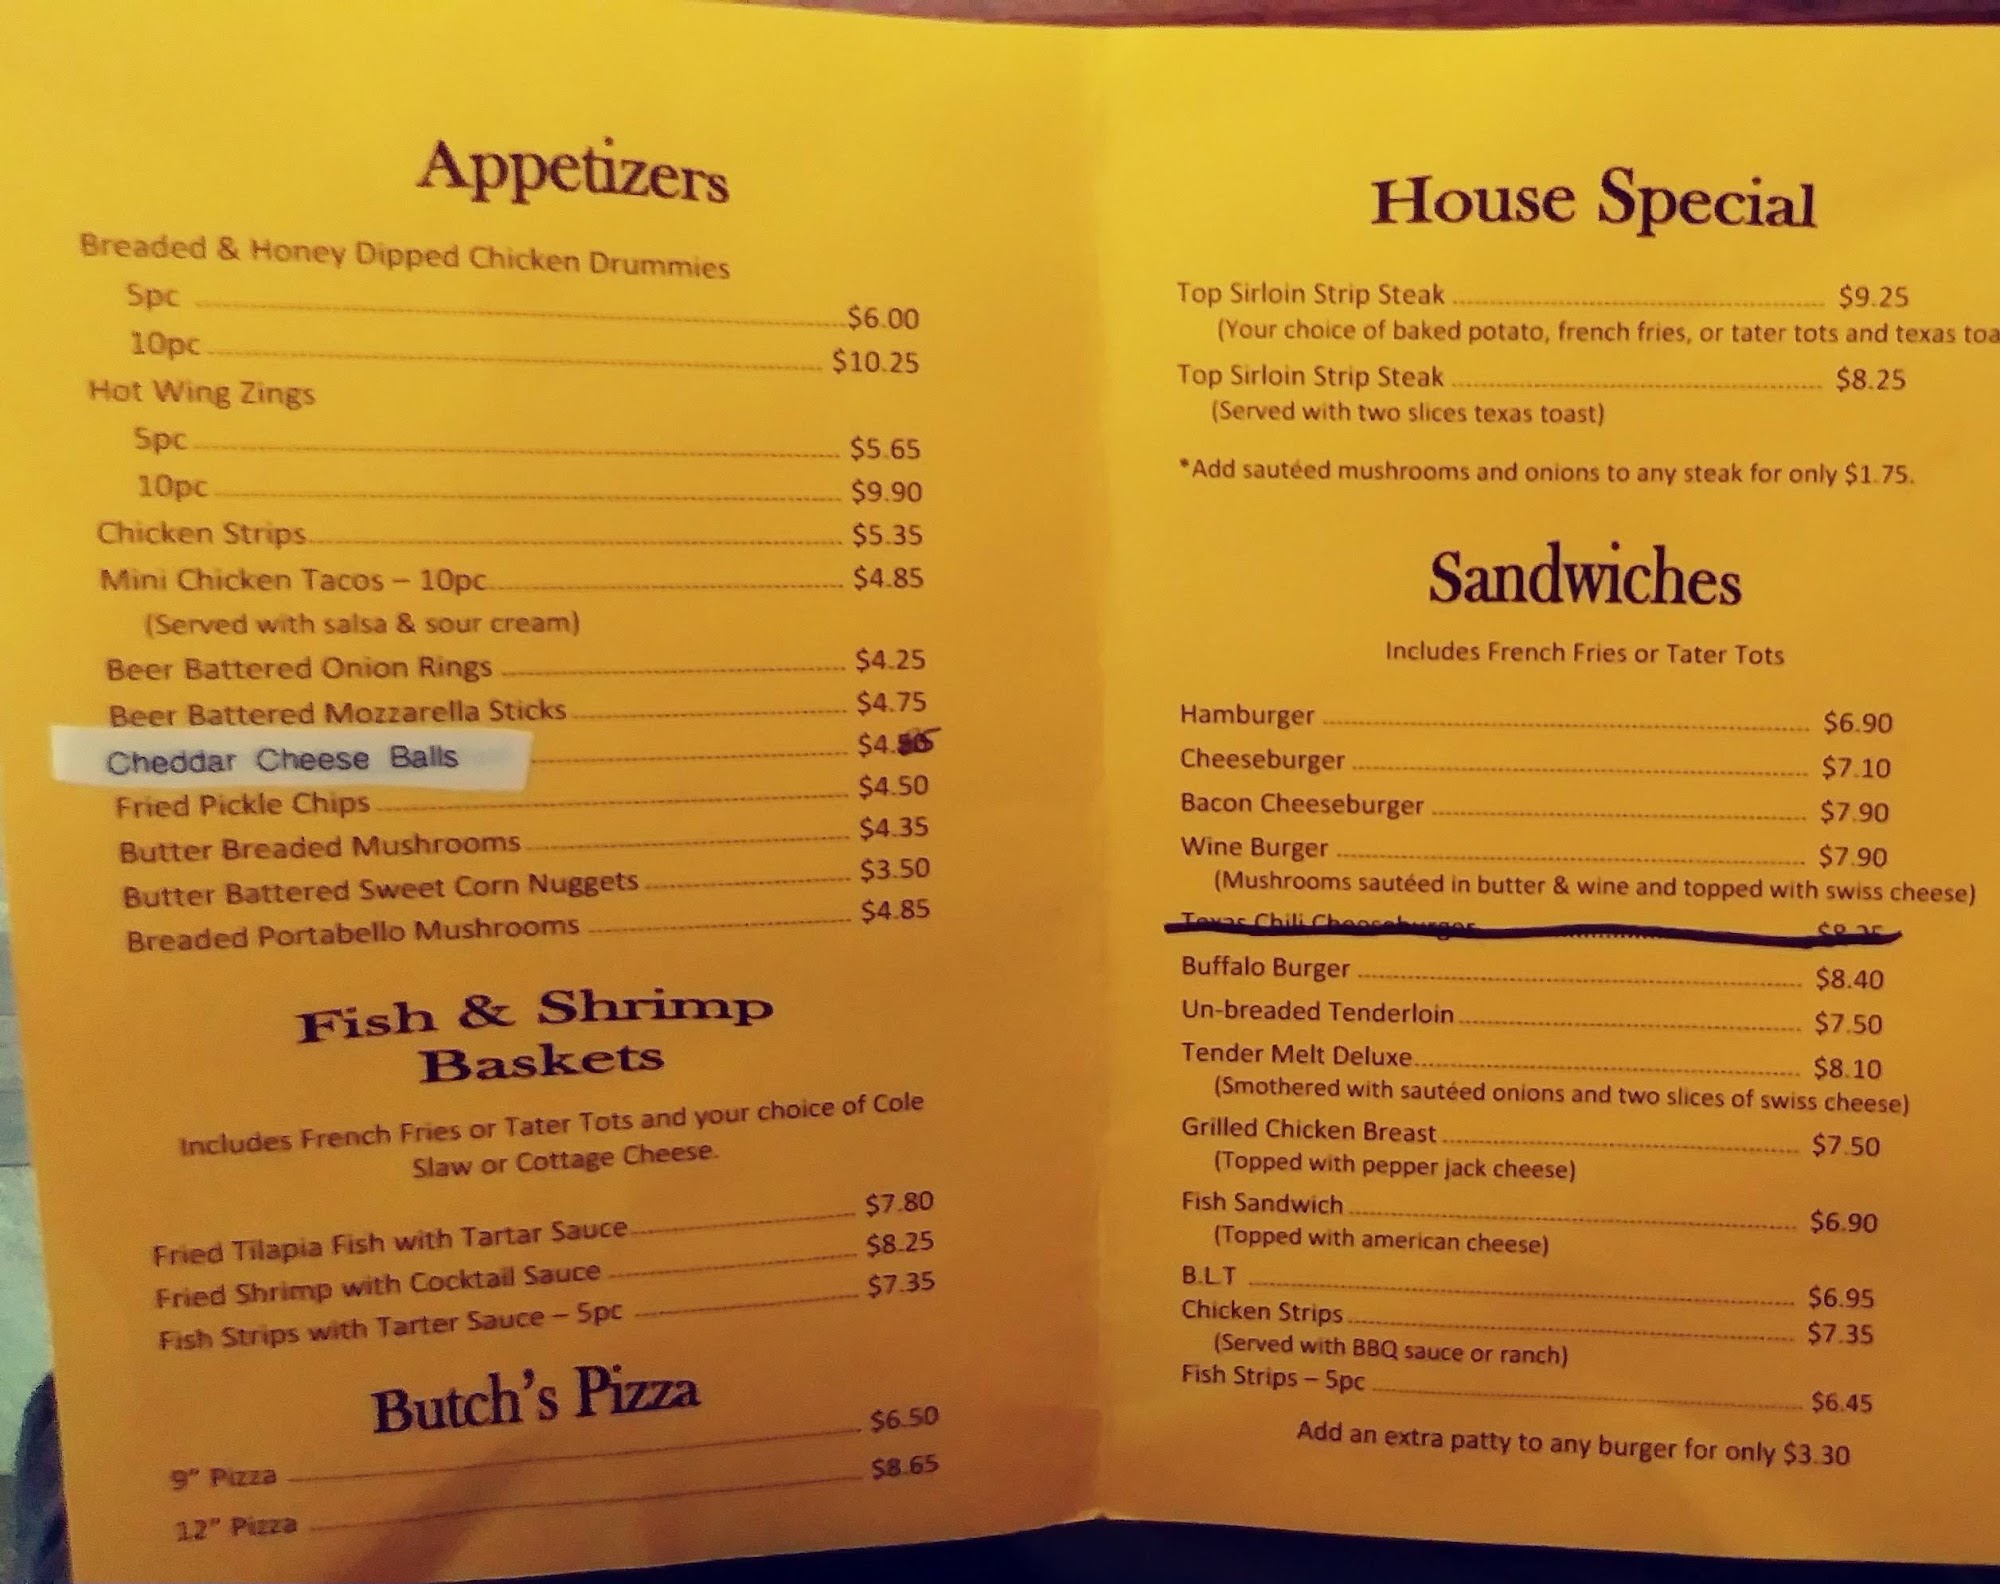 Appetizers
Breaded & Honey Dipped Chicken Drummies
5pc $6.00
10pc $10.25
Hot Wing Zings
5pc $5.65
10pc $9.90
Chicken Strips $5.35
Mini Chicken Tacos – 10pc $4.85
(Served with salsa & sour cream)
Beer Battered Onion Rings $4.25
Beer Battered Mozzarella Sticks $4.75
Cheddar Cheese Balls
Fried Pickle Chips $4.50
Butter Breaded Mushrooms $4.35
Butter Battered Sweet Corn Nuggets $3.50
Breaded Portabello Mushrooms $4.85
Fish & Shrimp
Baskets
Includes French Fries or Tater Tots and your choice of Cole
Slaw or Cottage Cheese.
Fried Tilapia Fish with Tartar Sauce $7.80
Fried Shrimp with Cocktail Sauce $8.25
Fish Strips with Tarter Sauce – 5pc $7.35
Butch's Pizza
9" Pizza $6.50
12" Pizza $8.65
House Special
Top Sirloin Strip Steak $9.25
(Your choice of baked potato, french fries, or tater tots and texas toa
Top Sirloin Strip Steak $8.25
(Served with two slices texas toast)
*Add sautéed mushrooms and onions to any steak for only $1.75.
Sandwiches
Includes French Fries or Tater Tots
Hamburger $6.90
Cheeseburger $7.10
Bacon Cheeseburger $7.90
Wine Burger $7.90
(Mushrooms sautéed in butter & wine and topped with swiss cheese)
Texas Chili Cheeseburger
Buffalo Burger $8.40
Un-breaded Tenderloin $7.50
Tender Melt Deluxe $8.10
(Smothered with sautéed onions and two slices of swiss cheese)
Grilled Chicken Breast $7.50
(Topped with pepper jack cheese)
Fish Sandwich $6.90
(Topped with american cheese)
B.L.T $6.95
Chicken Strips $7.35
(Served with BBQ sauce or ranch)
Fish Strips – 5pc $6.45
Add an extra patty to any burger for only $3.30